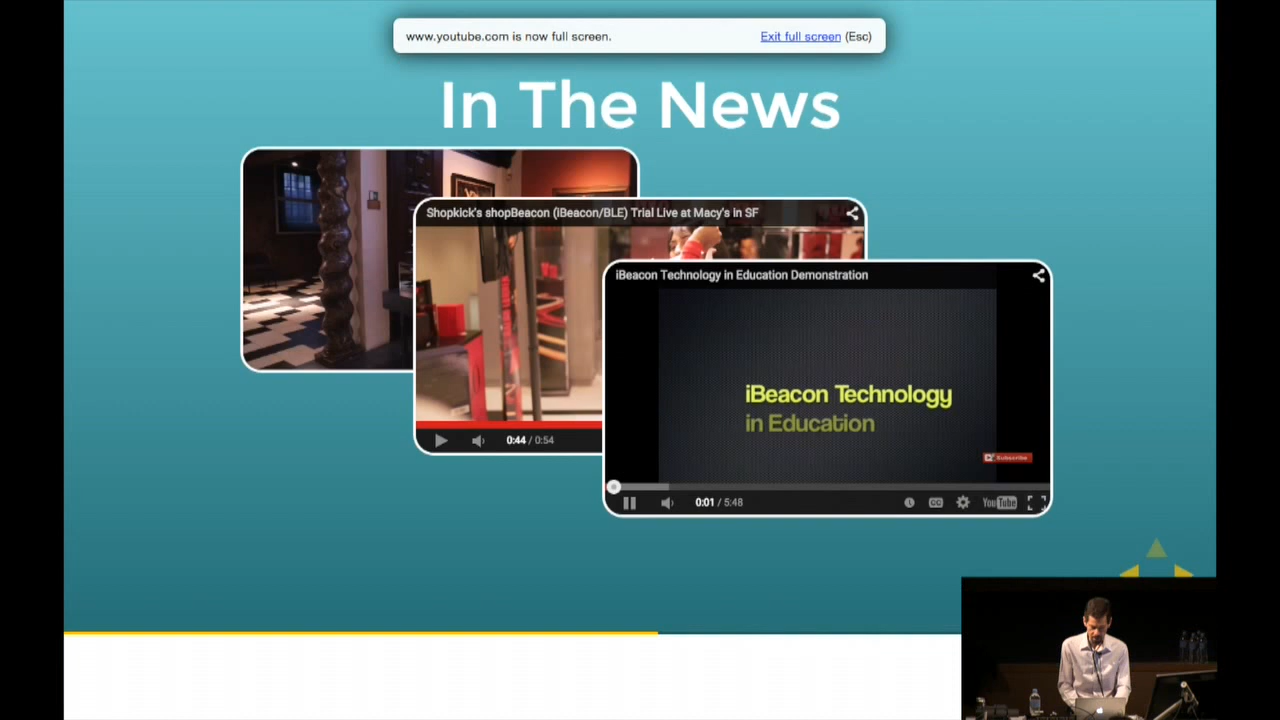 www.youtube.com is now full screen.
Exit full screen (Esc)
In The News
Shopkick's shopBeacon (iBeacon/BLE) Trial Live at Macy's in SF
iBeacon Technology in Education Demonstration
iBeacon Technology
in Education
Subscribe
0:44 / 0:54
0:01 / 5:48
CC
YouTube